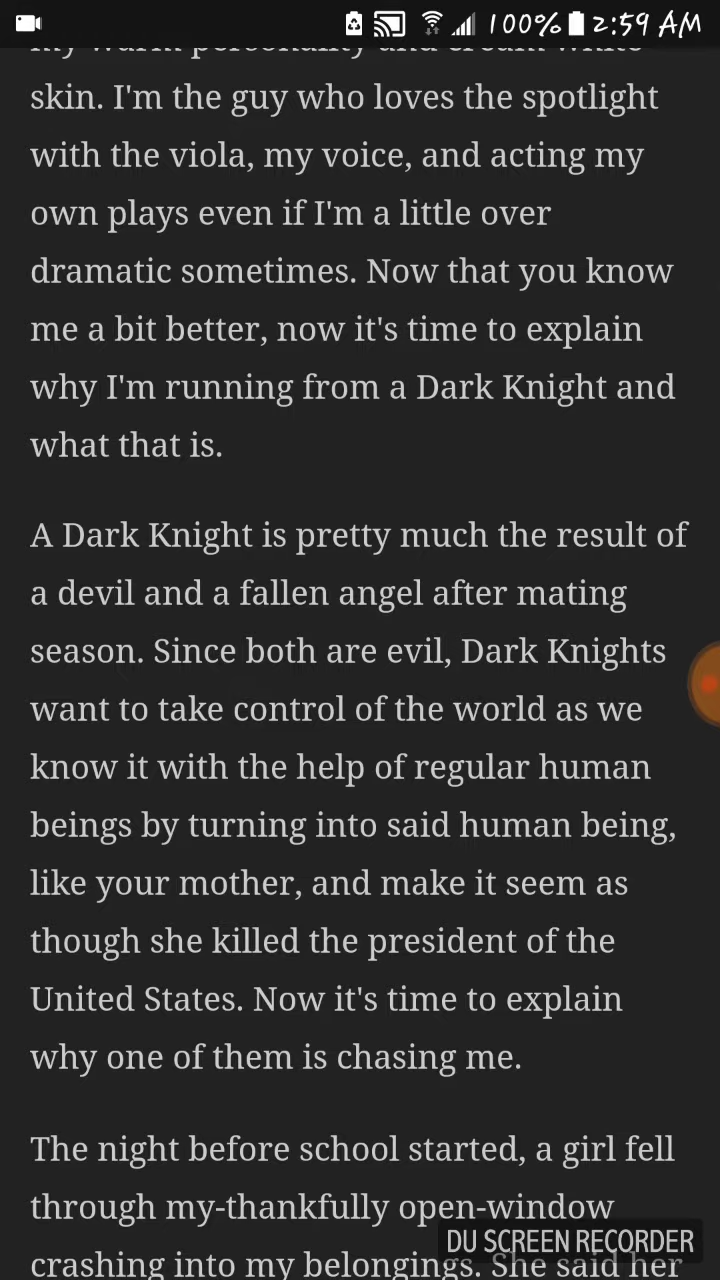 100% 2:59 AM
my warm personality and cream white
skin. I'm the guy who loves the spotlight
with the viola, my voice, and acting my
own plays even if I'm a little over
dramatic sometimes. Now that you know
me a bit better, now it's time to explain
why I'm running from a Dark Knight and
what that is.
A Dark Knight is pretty much the result of
a devil and a fallen angel after mating
season. Since both are evil, Dark Knights
want to take control of the world as we
know it with the help of regular human
beings by turning into said human being,
like your mother, and make it seem as
though she killed the president of the
United States. Now it's time to explain
why one of them is chasing me.
The night before school started, a girl fell
through my-thankfully open-window
crashing into my belongings. She said her
DU SCREEN RECORDER